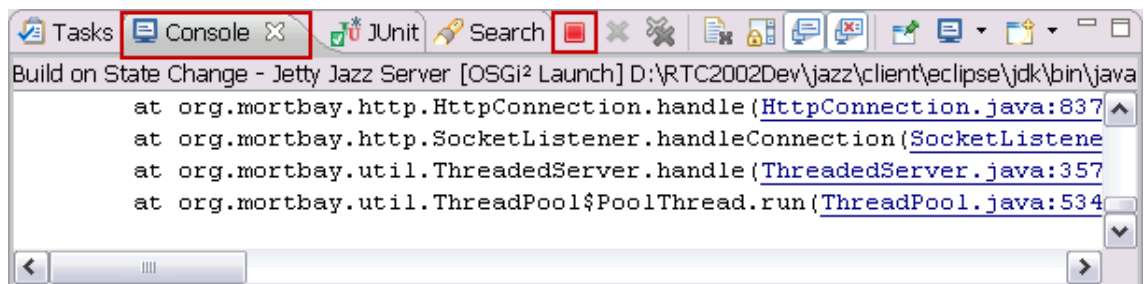 Tasks Console JUnit Search
Build on State Change - Jetty Jazz Server [OSGi² Launch] D:\RTC2002Dev\jazz\client\eclipse\jdk\bin\java
at org.mortbay.http.HttpConnection.handle(HttpConnection.java:837
at org.mortbay.http.SocketListener.handleConnection(SocketListene
at org.mortbay.util.ThreadedServer.handle(ThreadedServer.java:357
at org.mortbay.util.ThreadPool$PoolThread.run(ThreadPool.java:534